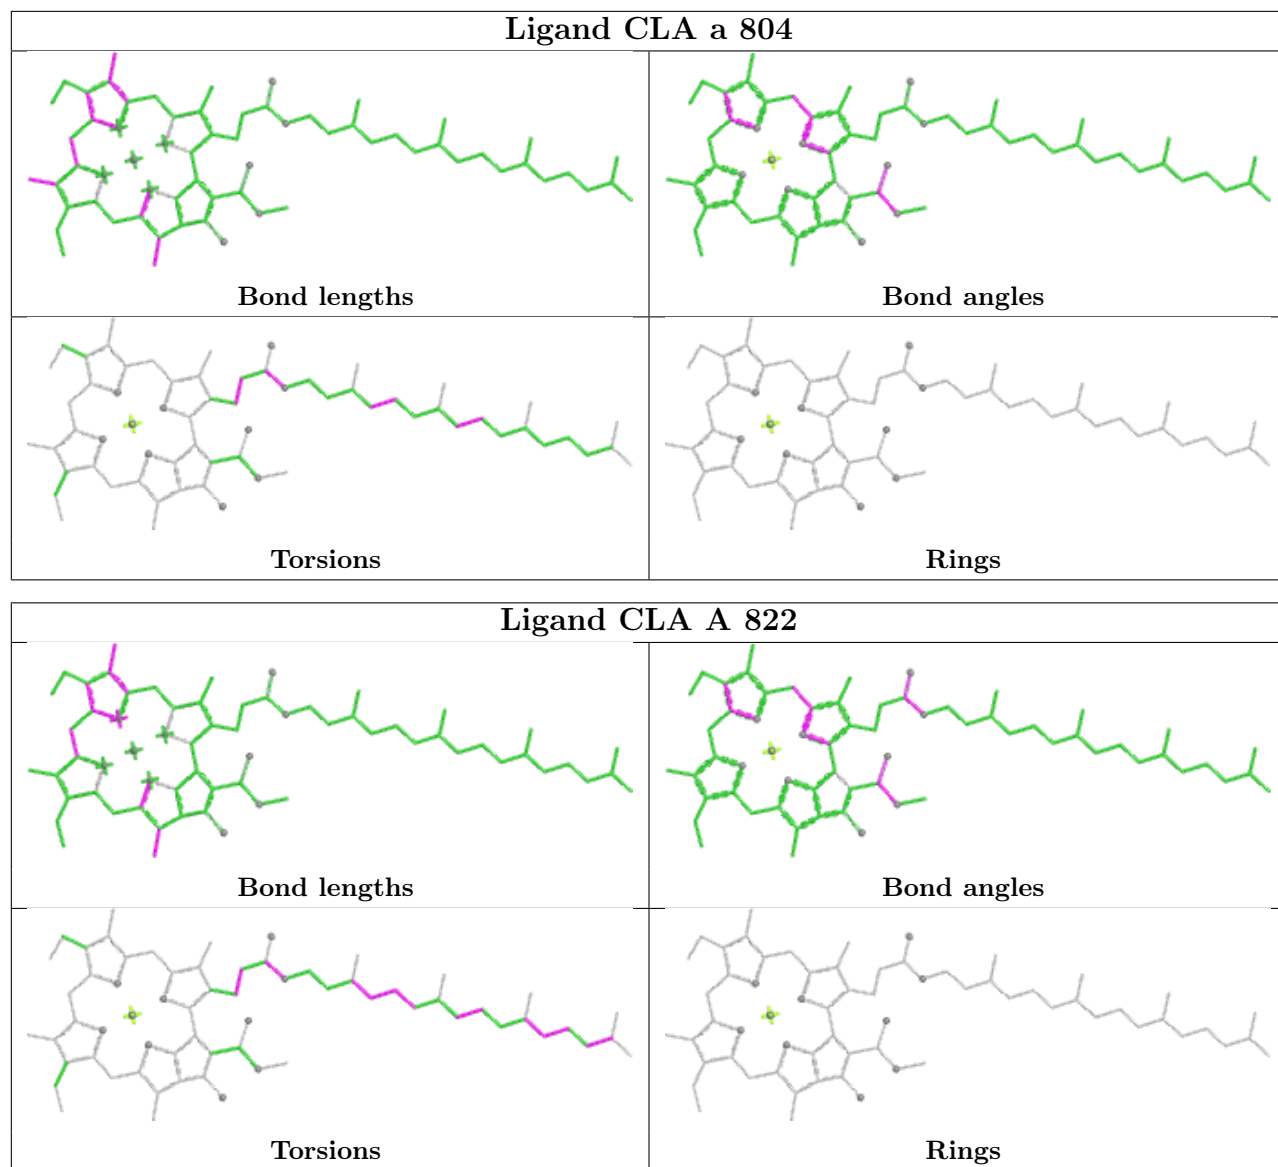 Ligand CLA a 804
Bond lengths
Bond angles
Torsions
Rings
Ligand CLA A 822
Bond lengths
Bond angles
Torsions
Rings